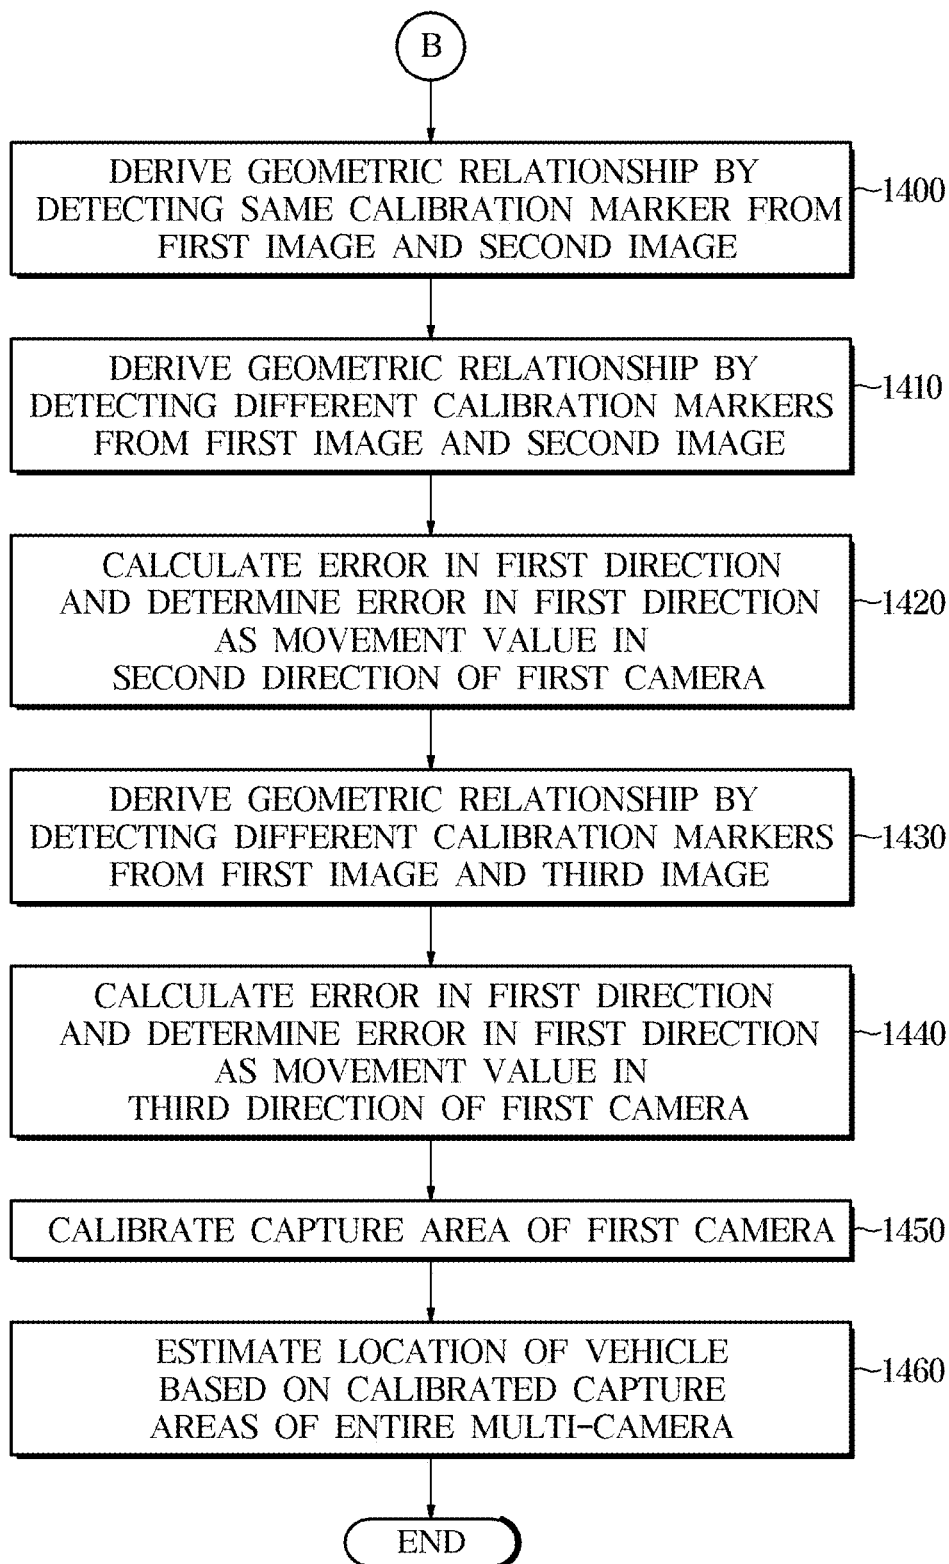 B
DERIVE GEOMETRIC RELATIONSHIP BY
DETECTING SAME CALIBRATION MARKER FROM
FIRST IMAGE AND SECOND IMAGE
1400
DERIVE GEOMETRIC RELATIONSHIP BY
DETECTING DIFFERENT CALIBRATION MARKERS
FROM FIRST IMAGE AND SECOND IMAGE
1410
CALCULATE ERROR IN FIRST DIRECTION
AND DETERMINE ERROR IN FIRST DIRECTION
AS MOVEMENT VALUE IN
SECOND DIRECTION OF FIRST CAMERA
1420
DERIVE GEOMETRIC RELATIONSHIP BY
DETECTING DIFFERENT CALIBRATION MARKERS
FROM FIRST IMAGE AND THIRD IMAGE
1430
CALCULATE ERROR IN FIRST DIRECTION
AND DETERMINE ERROR IN FIRST DIRECTION
AS MOVEMENT VALUE IN
THIRD DIRECTION OF FIRST CAMERA
1440
CALIBRATE CAPTURE AREA OF FIRST CAMERA
1450
ESTIMATE LOCATION OF VEHICLE
BASED ON CALIBRATED CAPTURE
AREAS OF ENTIRE MULTI-CAMERA
1460
END